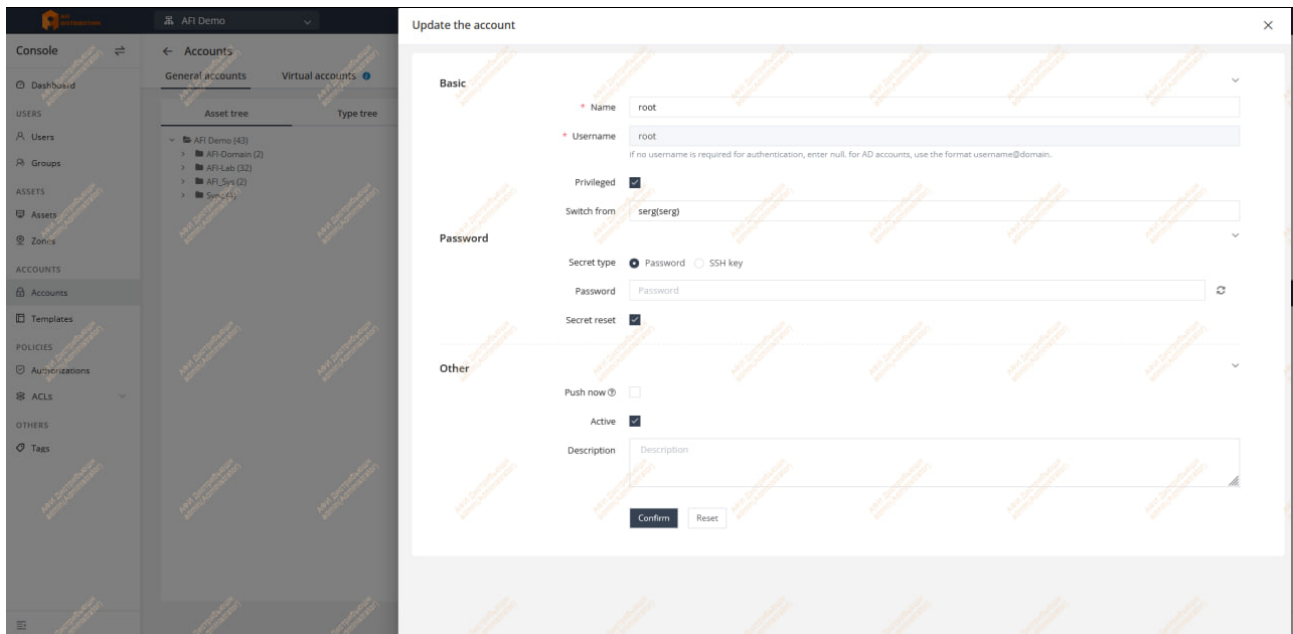 AFI
DISTRIBUTION
AFI Demo
Update the account
Console
Accounts
General accounts
Virtual accounts
Dashboard
USERS
Asset tree
Type tree
Users
Groups
AFI Demo (43)
AFI-Domain (2)
AFI-Lab (32)
AFI_Sys (2)
ASSETS
Assets
Zones
ACCOUNTS
Accounts
Templates
POLICIES
Authorizations
ACLs
OTHERS
Tags
Basic
* Name
root
* Username
root
If no username is required for authentication, enter null. for AD accounts, use the format username@domain.
Privileged
Switch from
serg(serg)
Password
Secret type
Password
SSH key
Password
Password
Secret reset
Other
Push now
Active
Description
Description
Confirm
Reset